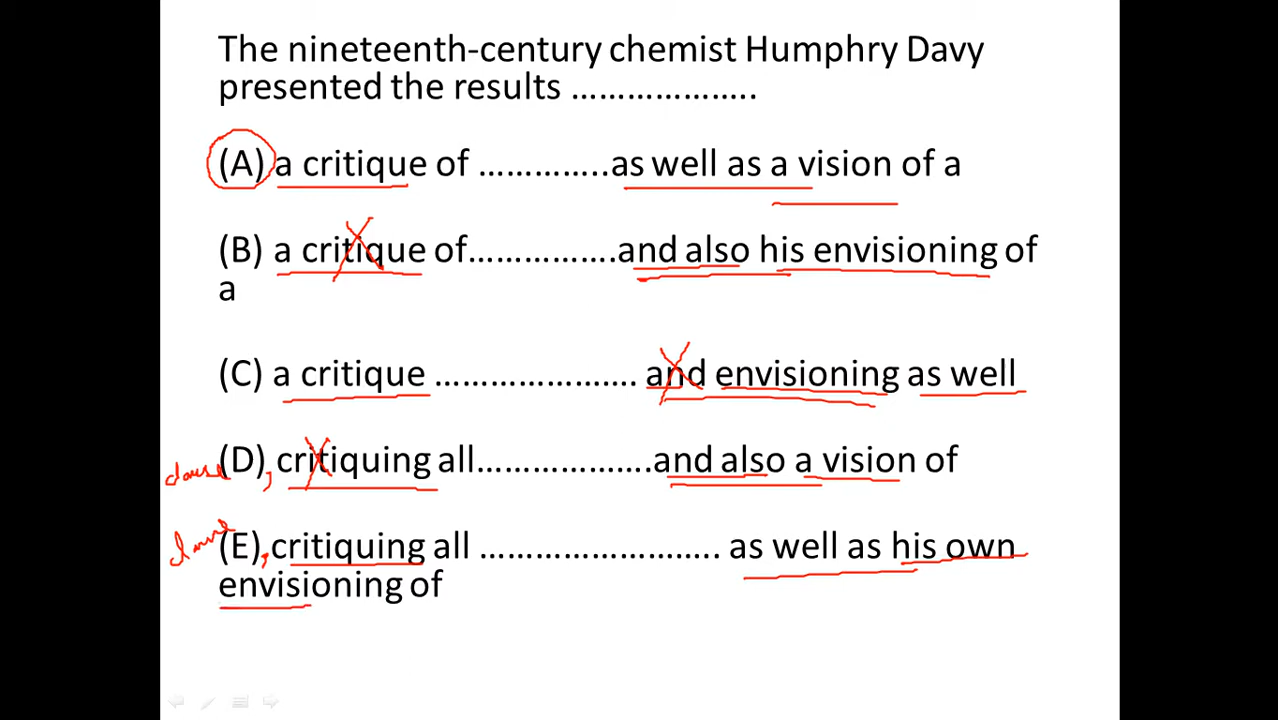 The nineteenth-century chemist Humphry Davy
presented the results ………………..
(A) a critique of …………..as well as a vision of a
(B) a critique of…………….and also his envisioning of
a
(C) a critique …………………. and envisioning as well
(D), critiquing all……………….and also a vision of
clause
(E), critiquing all …………………….. as well as his own
clause
envisioning of